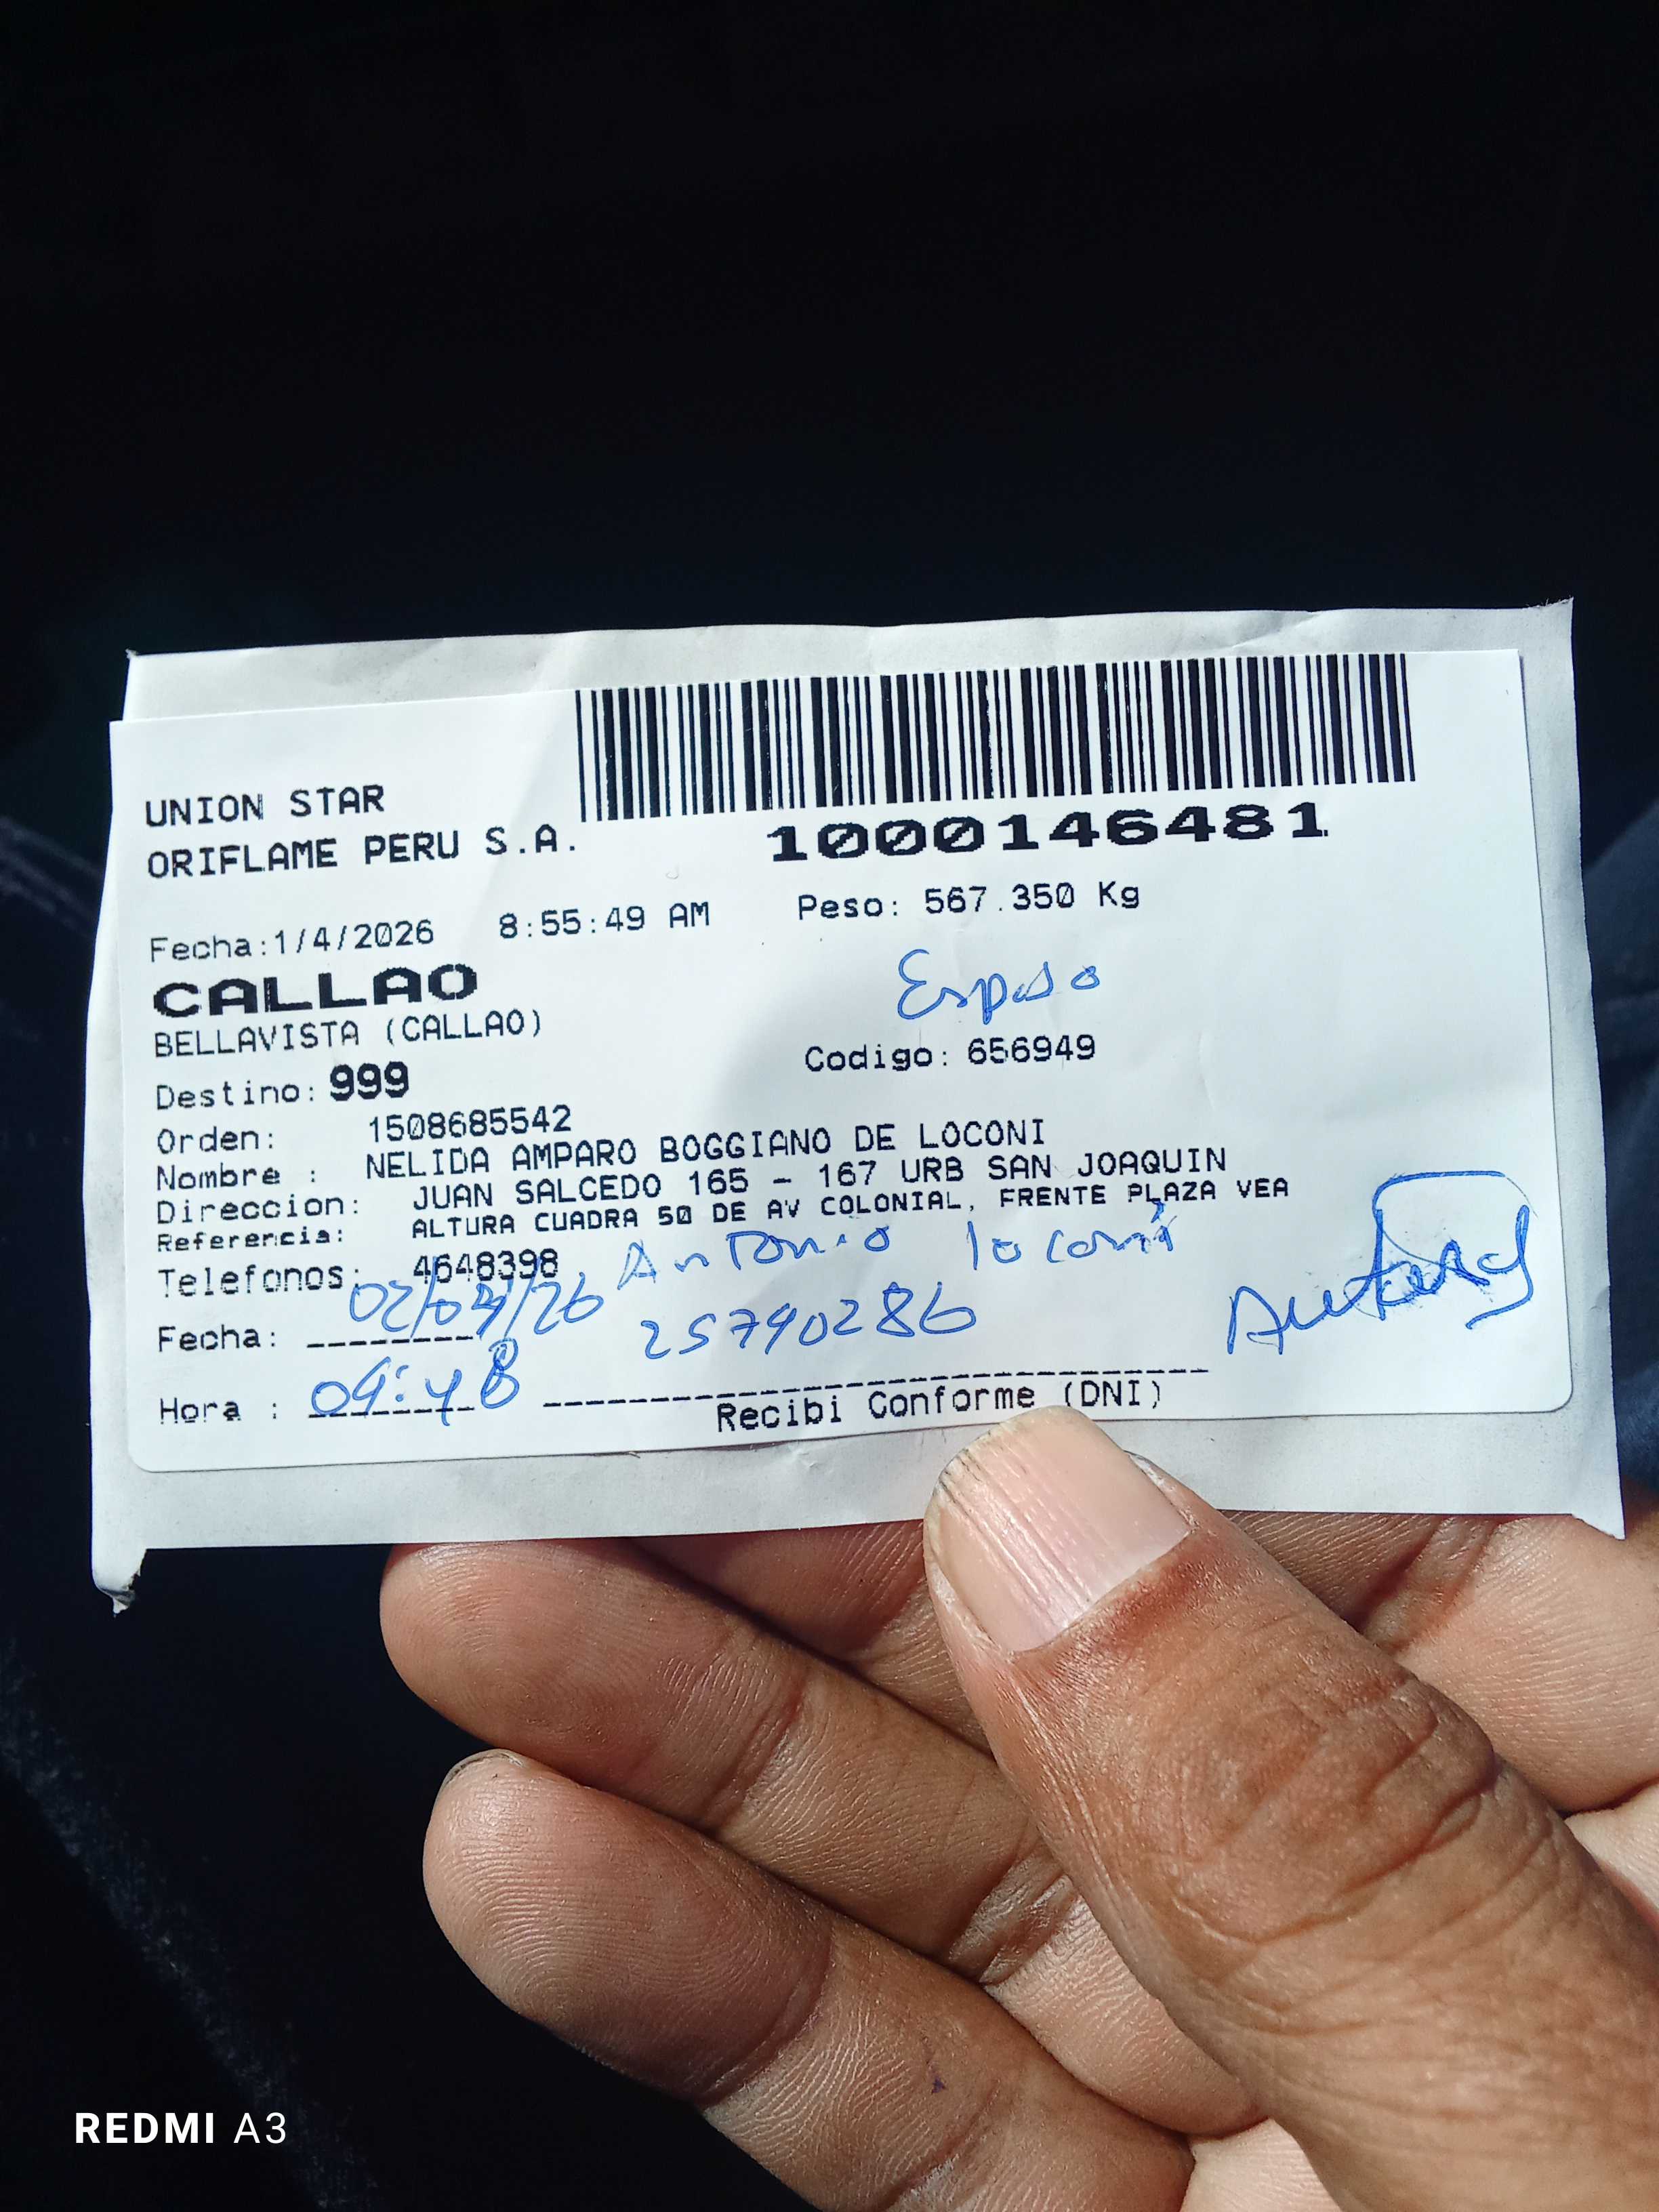 UNION STAR
ORIFLAME PERU S.A.
1000146481
Fecha:1/4/2026 8:55:49 AM Peso: 567.350 Kg
CALLAO
Esposo
BELLAVISTA (CALLAO)
Codigo: 656949
Destino: 999
Orden: 1508685542
Nombre : NELIDA AMPARO BOGGIANO DE LOCONI
Direccion: JUAN SALCEDO 165 - 167 URB SAN JOAQUIN
Referencia: ALTURA CUADRA 50 DE AV COLONIAL, FRENTE PLAZA VEA
Telefonos: 4648398 Antonio loconi
Fecha: 02/04/26 25790286
Hora : 09:48
Recibi Conforme (DNI)
REDMI A3